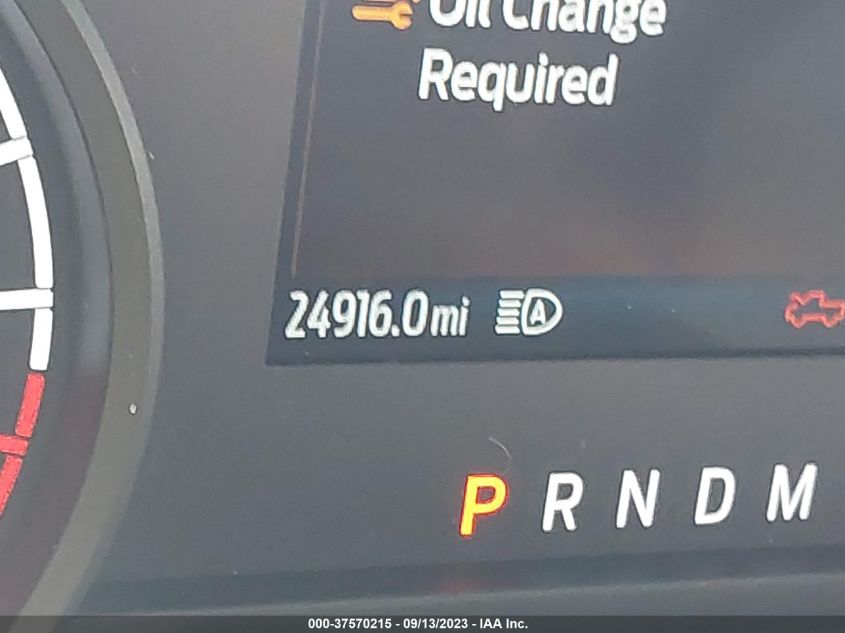 Oil Change
Required
24916.0mi A
P R N D M
000-37570215 - 09/13/2023 - IAA Inc.